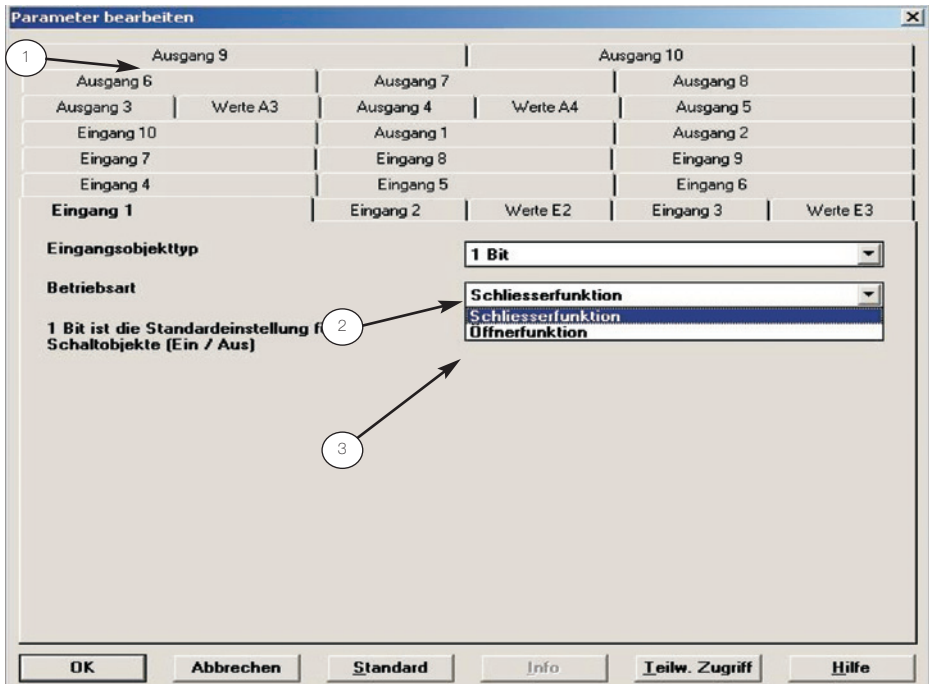 Parameter bearbeiten
1
Ausgang 9 Ausgang 10
Ausgang 6 Ausgang 7 Ausgang 8
Ausgang 3 Werte A3 Ausgang 4 Werte A4 Ausgang 5
Eingang 10 Ausgang 1 Ausgang 2
Eingang 7 Eingang 8 Eingang 9
Eingang 4 Eingang 5 Eingang 6
Eingang 1 Eingang 2 Werte E2 Eingang 3 Werte E3
Eingangsobjekttyp 1 Bit
Betriebsart Schliesserfunktion
Schliesserfunktion
Öffnerfunktion
1 Bit ist die Standardeinstellung f
2
Schaltobjekte (Ein / Aus)
3
OK Abbrechen Standard Info Teilw. Zugriff Hilfe